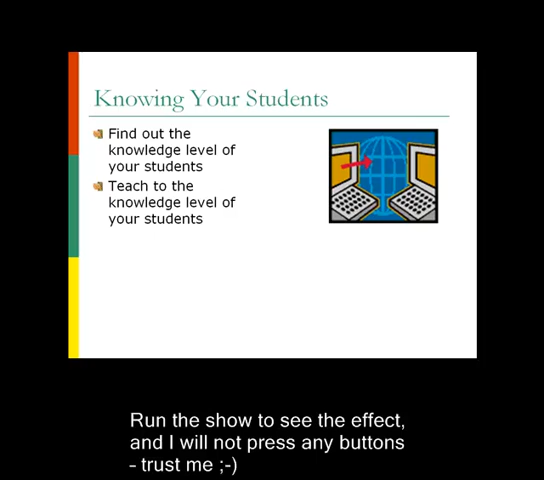 Knowing Your Students
Find out the
knowledge level of
your students
Teach to the
knowledge level of
your students
Run the show to see the effect,
and I will not press any buttons
– trust me ;-)